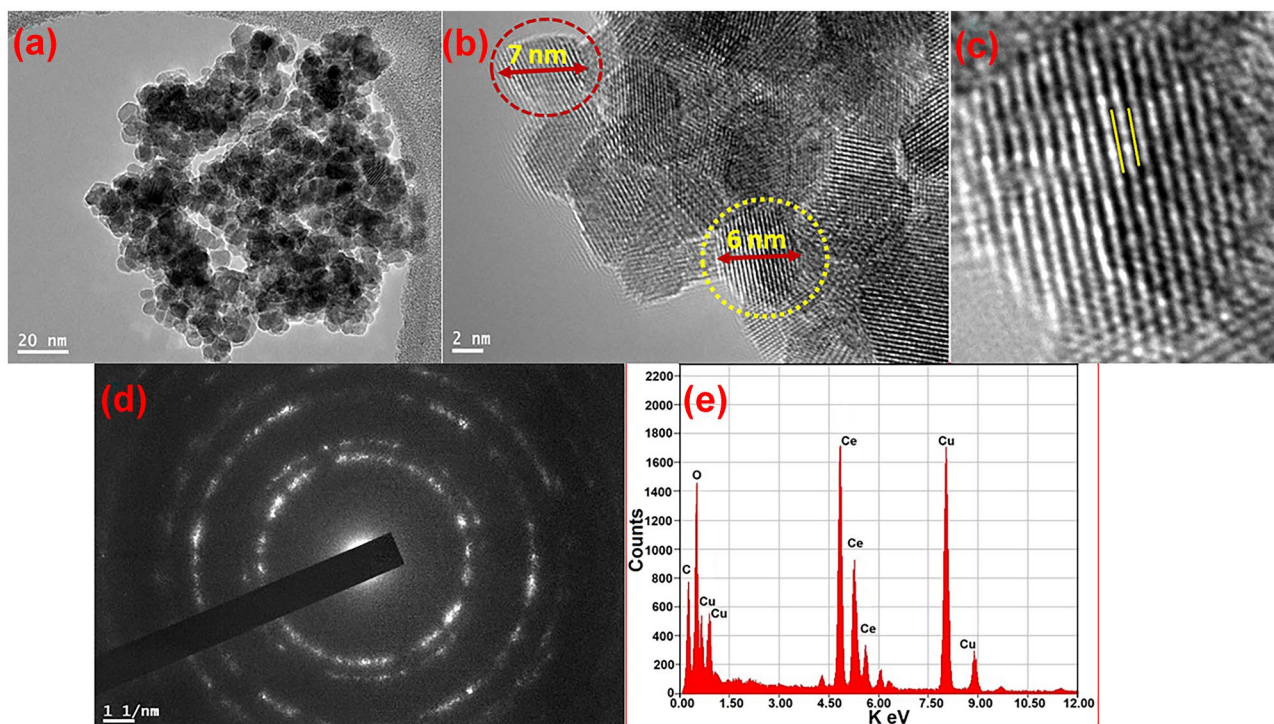 (a)
20 nm
(b)
7 nm
6 nm
2 nm
(c)
(d)
1 1/nm
(e)
2200
2000
1800
1600
1400
1200
1000
800
600
400
200
0
Counts
C
O
Cu
Cu
Ce
Ce
Ce
Cu
Cu
0.00 1.50 3.00 4.50 6.00 7.50 9.00 10.50 12.00
K eV